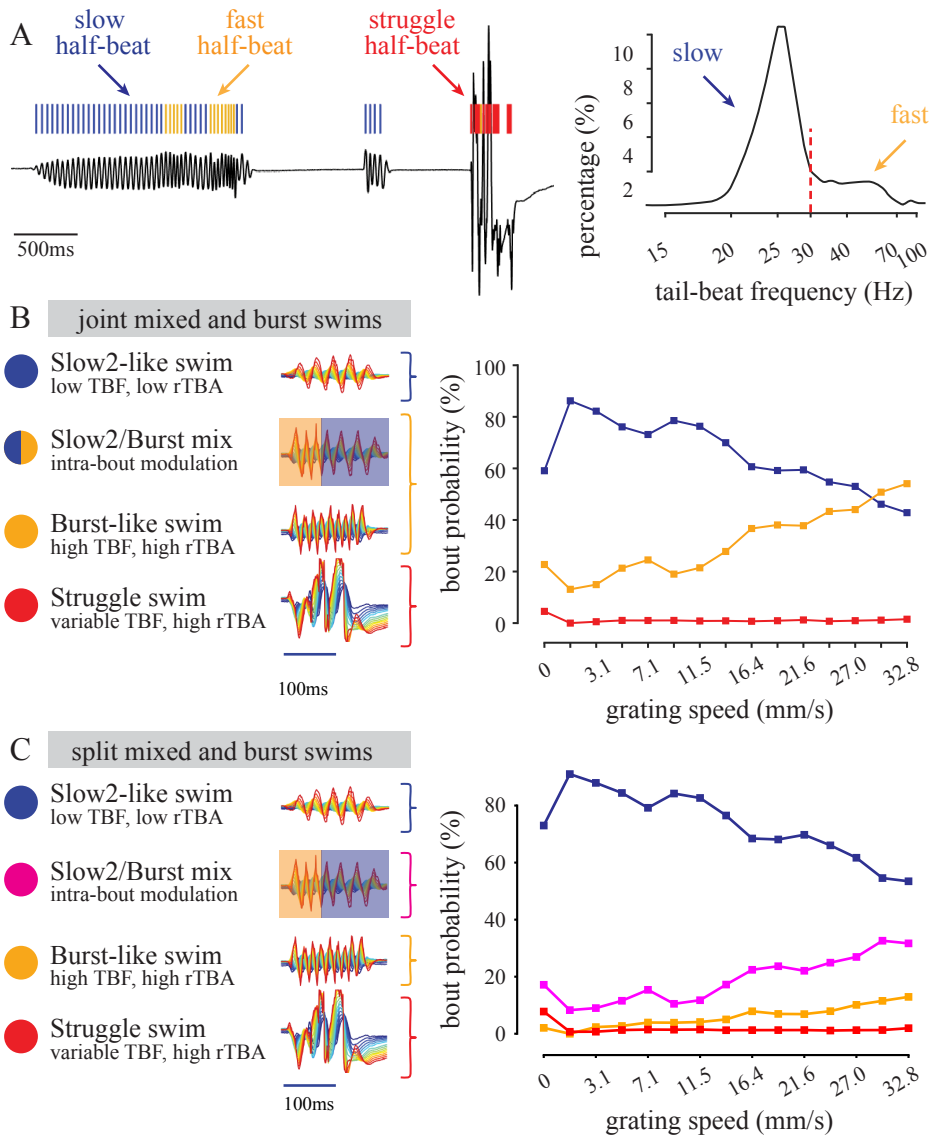 A
slow
half-beat
fast
half-beat
struggle
half-beat
500ms
percentage (%)
10
8
6
4
2
slow
fast
15
20
25
30
40
70
100
tail-beat frequency (Hz)
B
joint mixed and burst swims
Slow2-like swim
low TBF, low rTBA
Slow2/Burst mix
intra-bout modulation
Burst-like swim
high TBF, high rTBA
Struggle swim
variable TBF, high rTBA
100ms
bout probability (%)
100
80
60
40
20
0
0
3.1
7.1
11.5
16.4
21.6
27.0
32.8
grating speed (mm/s)
C
split mixed and burst swims
Slow2-like swim
low TBF, low rTBA
Slow2/Burst mix
intra-bout modulation
Burst-like swim
high TBF, high rTBA
Struggle swim
variable TBF, high rTBA
100ms
bout probability (%)
80
60
40
20
0
0
3.1
7.1
11.5
16.4
21.6
27.0
32.8
grating speed (mm/s)